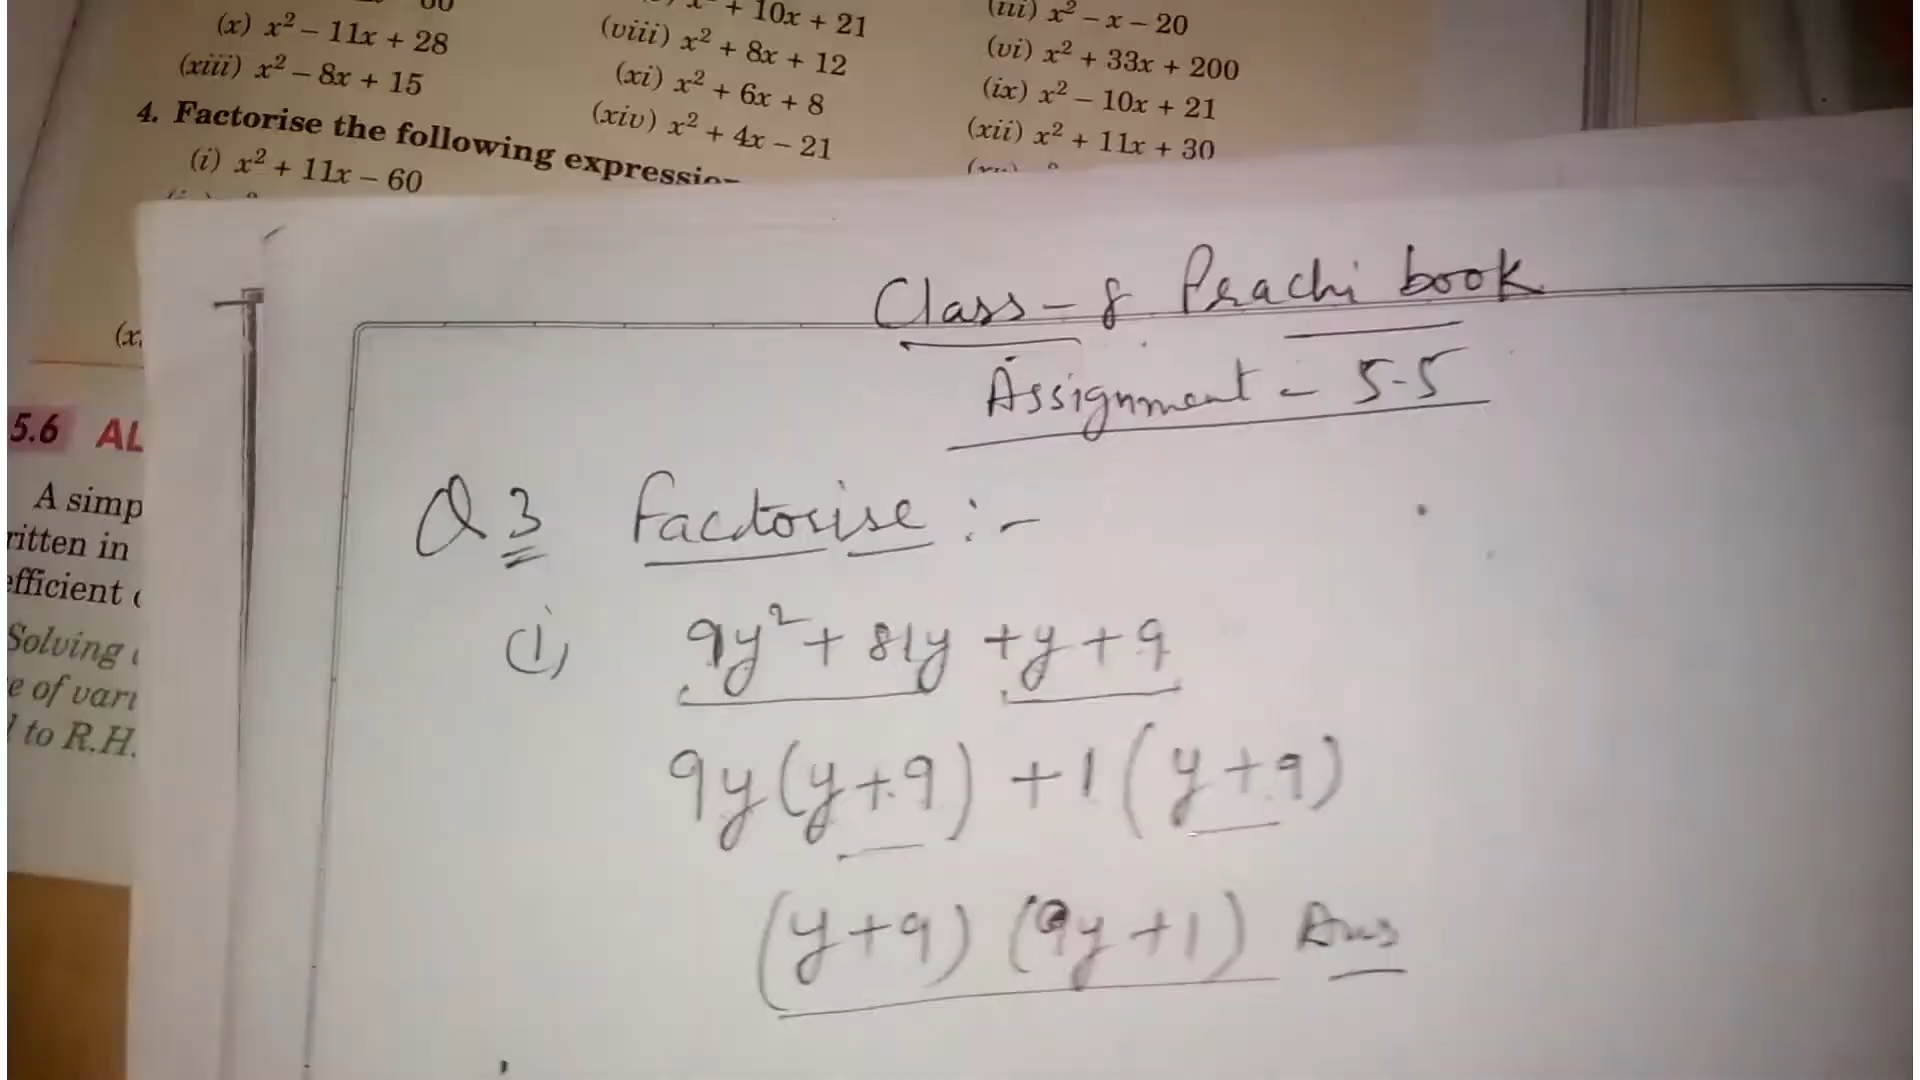 + 10x + 21
(iii) x² – x – 20
(x) x² – 11x + 28
(viii) x² + 8x + 12
(vi) x² + 33x + 200
(xiii) x² – 8x + 15
(xi) x² + 6x + 8
(ix) x² – 10x + 21
4. Factorise the following
(xiv) x² + 4x – 21
(xii) x² + 11x + 30
(i) x² + 11x – 60
Class - 8 Prachi book
Assignment - 5.5
5.6 AL
A simp
ritten in
efficient
Solving
e of vari
to R.H.
Q 3 Factorise :-
(i) 9y² + 81y + y + 9
9y(y+9) + 1(y+9)
(y+9) (9y+1) Ans